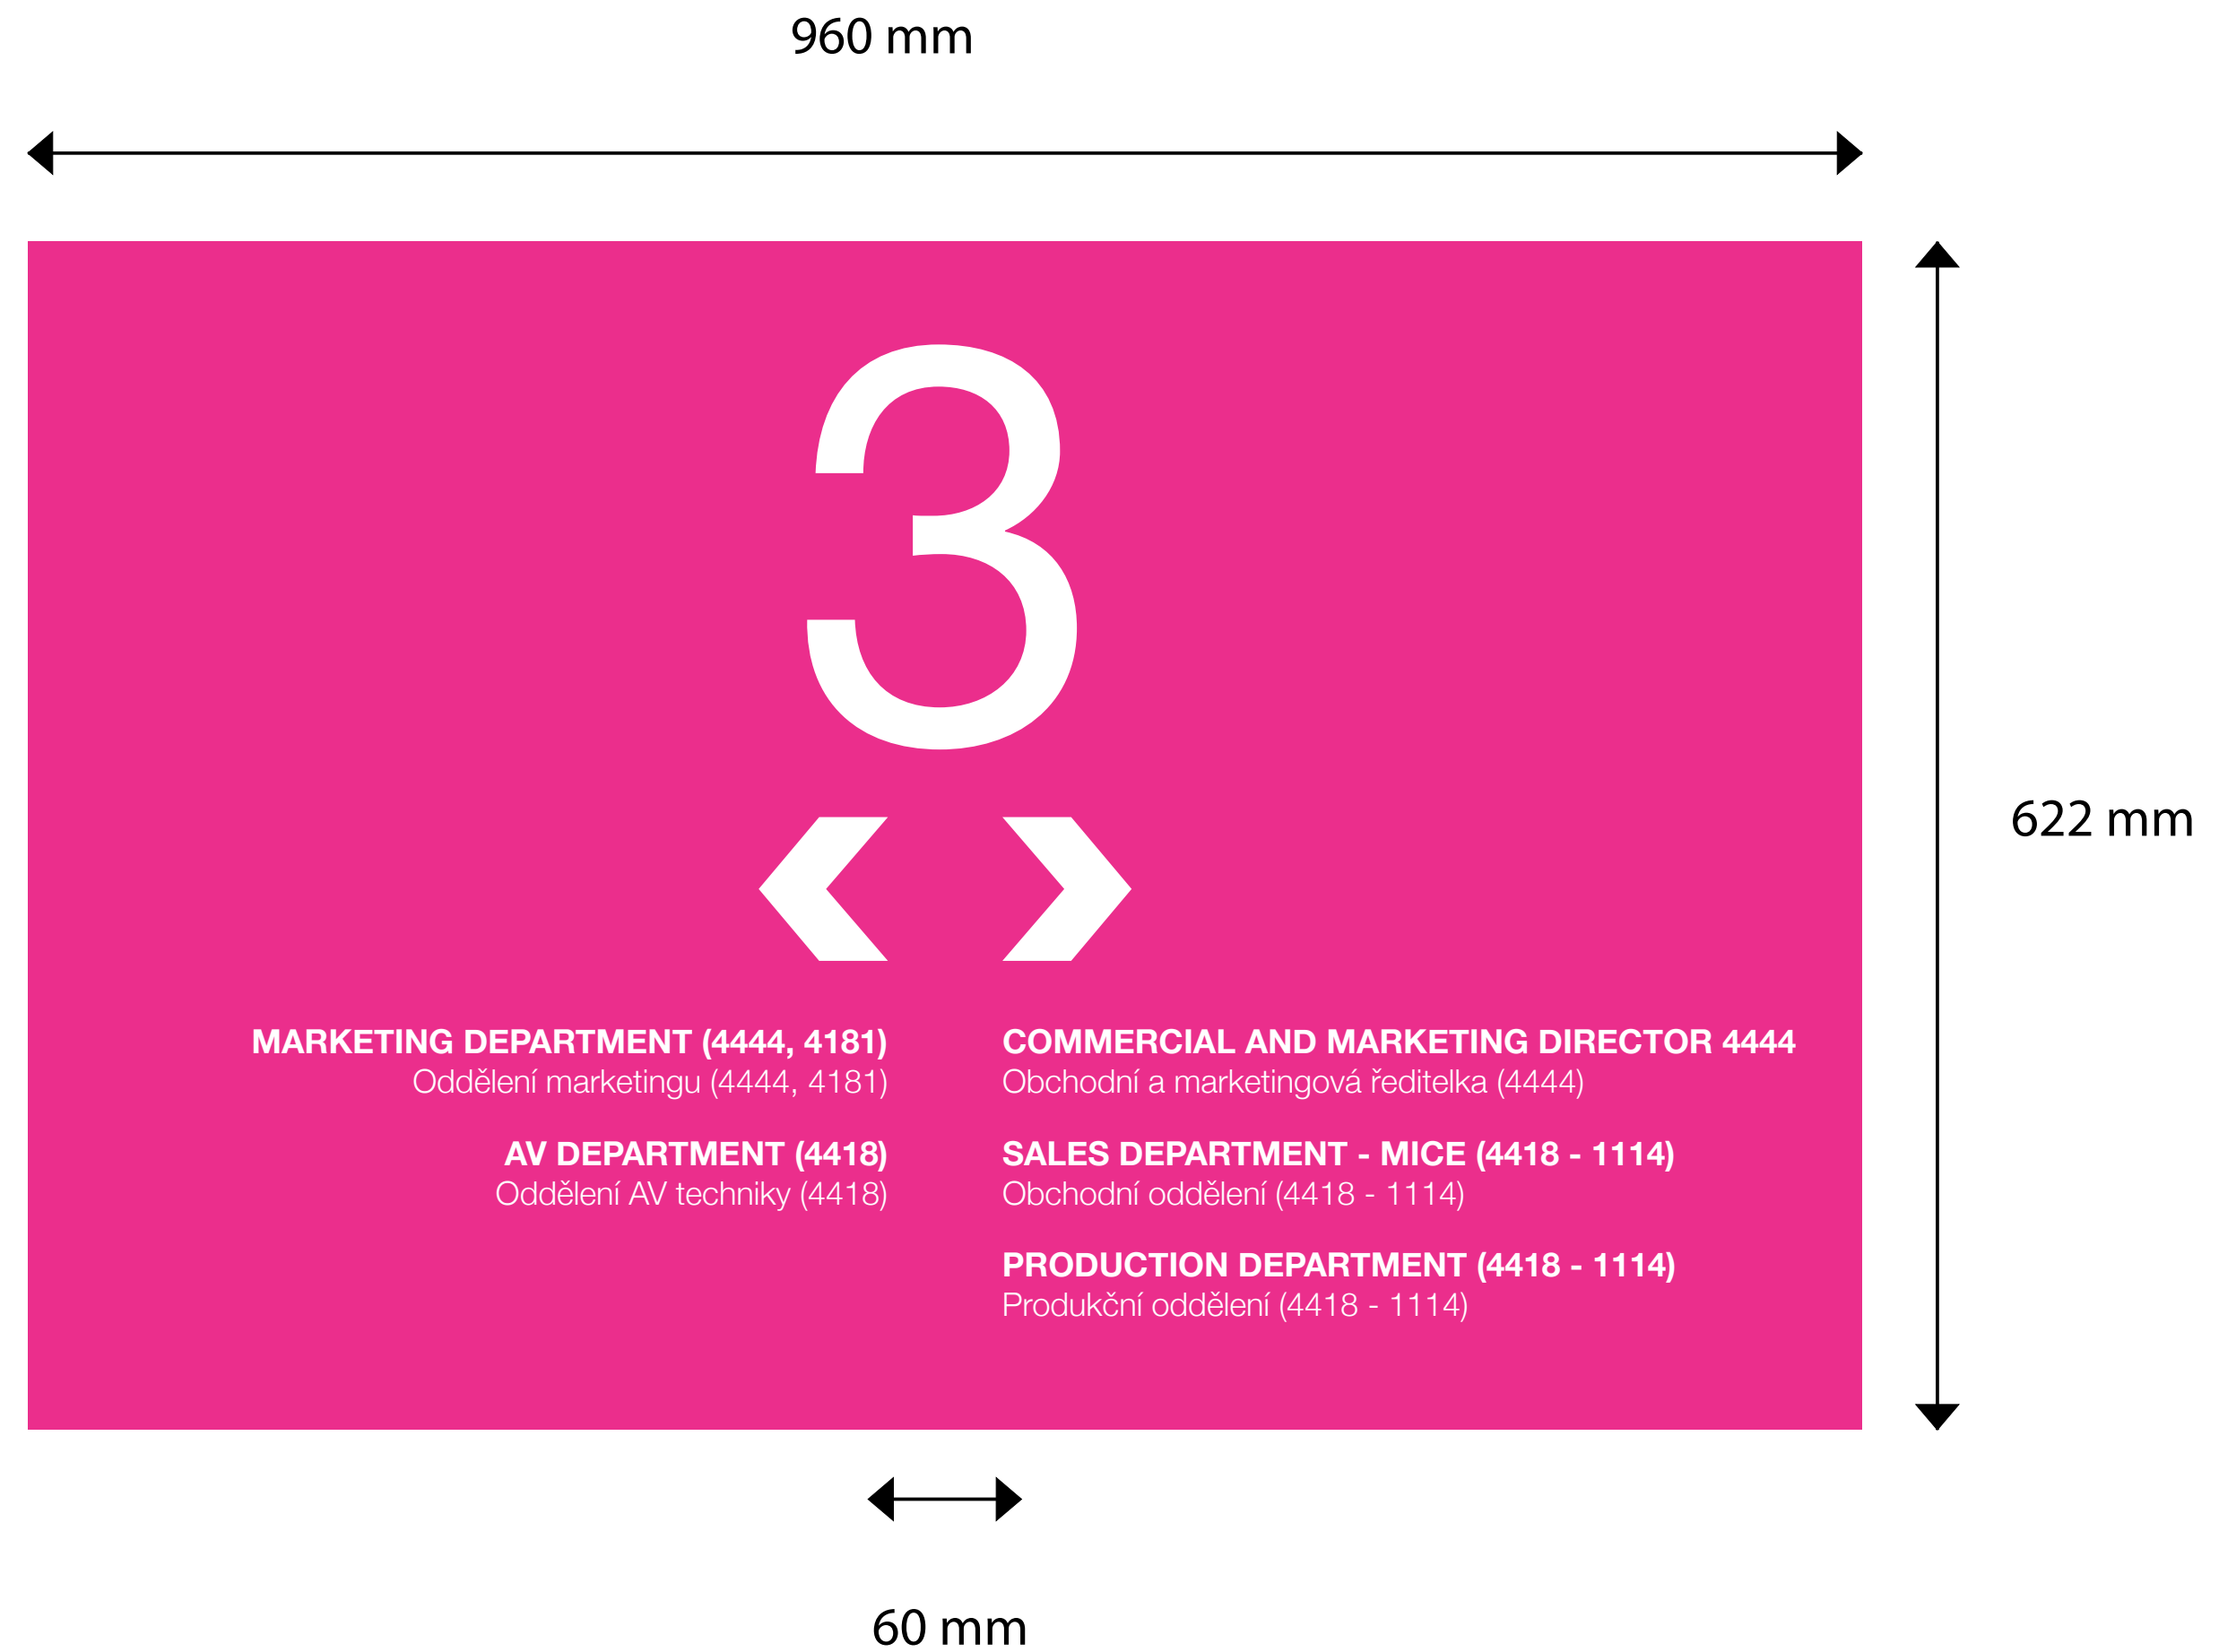 960 mm
3
622 mm
MARKETING DEPARTMENT (4444, 4181)
Oddělení marketingu (444, 4181)
AV DEPARTMENT (4418)
Oddělení AV techniky (4418)
COMMERCIAL AND MARKETING DIRECTOR 4444
Obchodní a marketingová ředitelka (4444)
SALES DEPARTMENT - MICE (4418 - 1114)
Obchodní oddělení (4418 - 1114)
PRODUCTION DEPARTMENT (4418 - 1114)
Produkční oddělení (4418 - 1114)
60 mm